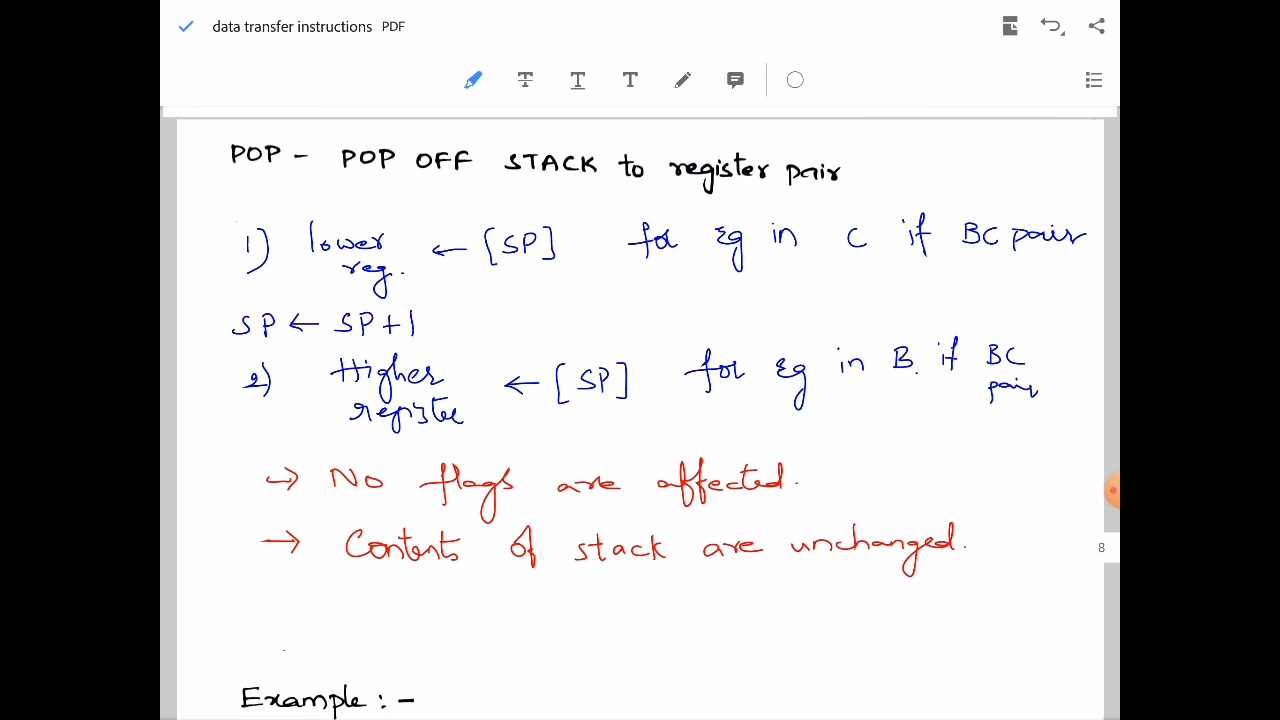 data transfer instructions PDF
POP - POP OFF STACK to register pair
1) lower reg. ← [SP] for Eg in C if BC pair
SP ← SP+1
2) Higher register ← [SP] for Eg in B. if BC pair
→ No flags are affected.
→ Contents of stack are unchanged.
8
Example :-